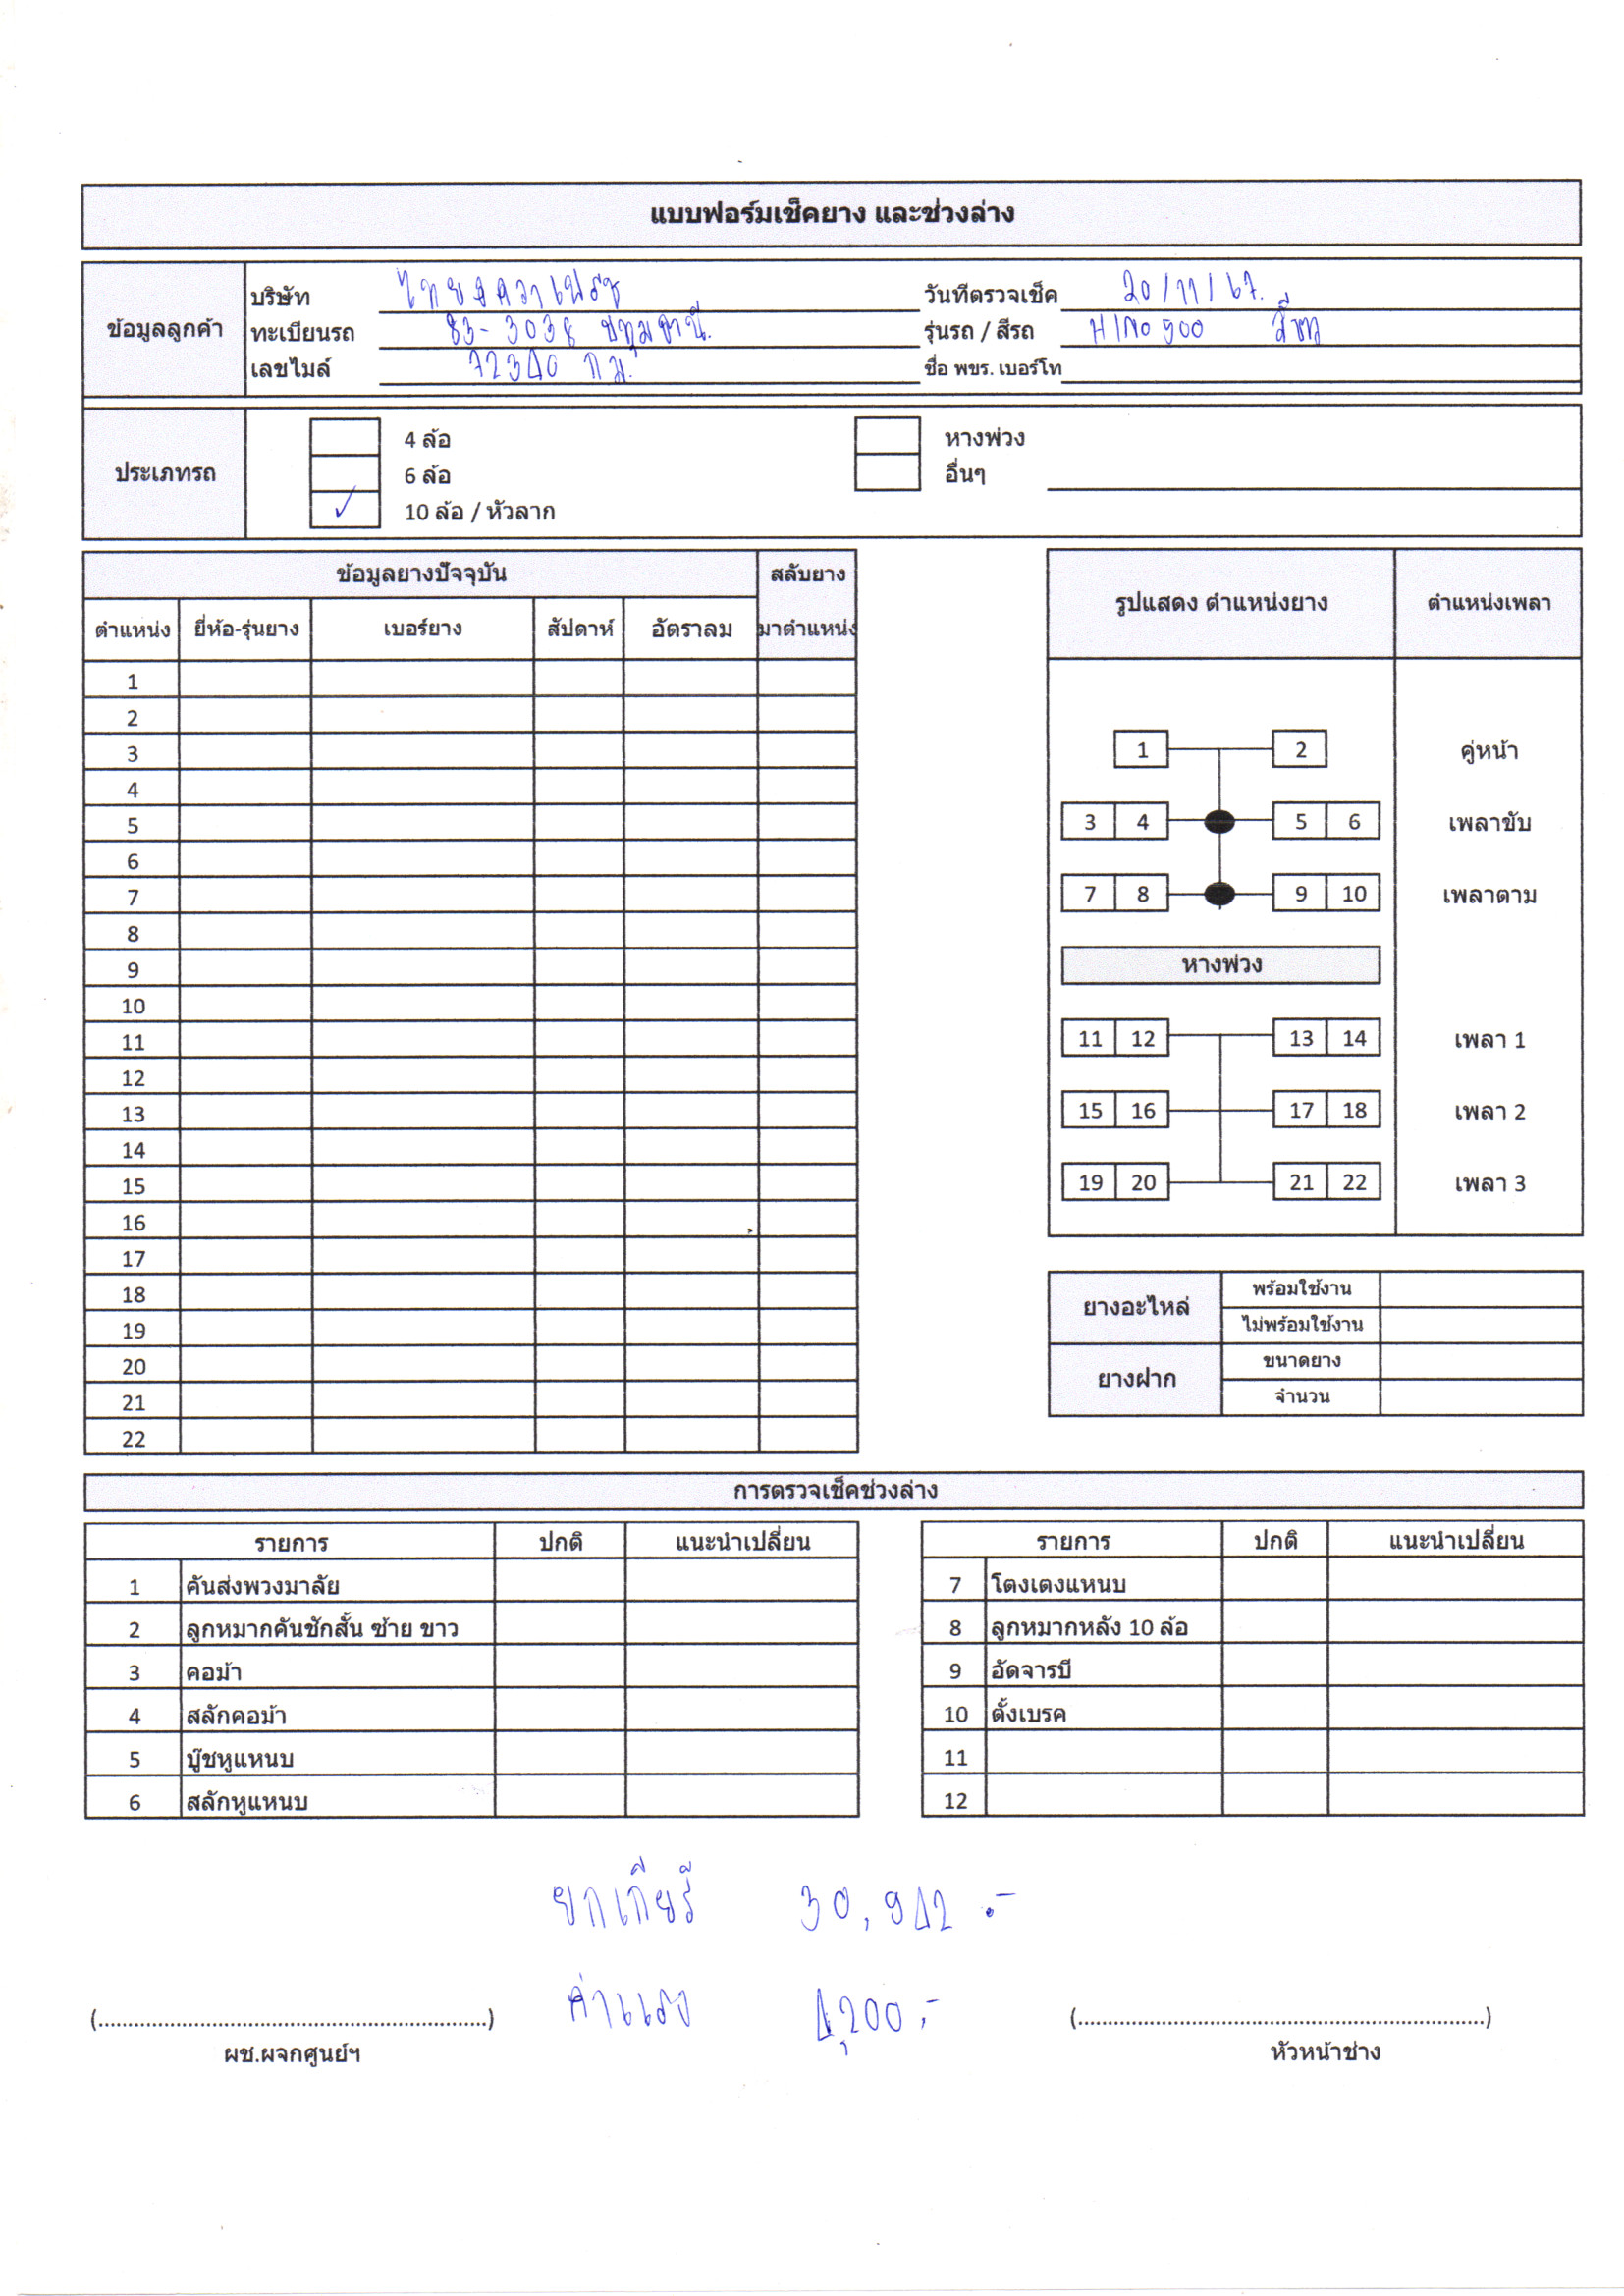 แบบฟอร์มเช็คยาง และช่วงล่าง
ข้อมูลลูกค้า
บริษัท วันที่ตรวจเช็ค 20/11/67.
ทะเบียนรถ 83-3038 ปทุมธานี. รุ่นรถ / สีรถ HINO 500
เลขไมล์ 72340 กม. ชื่อ พขร. เบอร์โท
ประเภทรถ
4 ล้อ หางพ่วง
6 ล้อ อื่นๆ
✓ 10 ล้อ / หัวลาก
ข้อมูลยางปัจจุบัน สลับยาง
ตำแหน่ง ยี่ห้อ-รุ่นยาง เบอร์ยาง สัปดาห์ อัตราลม มาตำแหน่ง
1
2
3
4
5
6
7
8
9
10
11
12
13
14
15
16
17
18
19
20
21
22
รูปแสดง ตำแหน่งยาง ตำแหน่งเพลา
1 2 คู่หน้า
3 4 5 6 เพลาขับ
7 8 9 10 เพลาตาม
หางพ่วง
11 12 13 14 เพลา 1
15 16 17 18 เพลา 2
19 20 21 22 เพลา 3
ยางอะไหล่ พร้อมใช้งาน
ไม่พร้อมใช้งาน
ยางฝาก ขนาดยาง
จำนวน
การตรวจเช็คช่วงล่าง
รายการ ปกติ แนะนำเปลี่ยน
1 คันส่งพวงมาลัย
2 ลูกหมากคันชักสั้น ซ้าย ขาว
3 คอม้า
4 สลักคอม้า
5 บู๊ชหูแหนบ
6 สลักหูแหนบ
รายการ ปกติ แนะนำเปลี่ยน
7 โตงเตงแหนบ
8 ลูกหมากหลัง 10 ล้อ
9 อัดจารบี
10 ตั้งเบรค
11
12
ยกเกียร์ 30,942.-
ค่าแรง 4,200.-
(....................................................................) (........................................................................)
ผช.ผจกศูนย์ฯ หัวหน้าช่าง